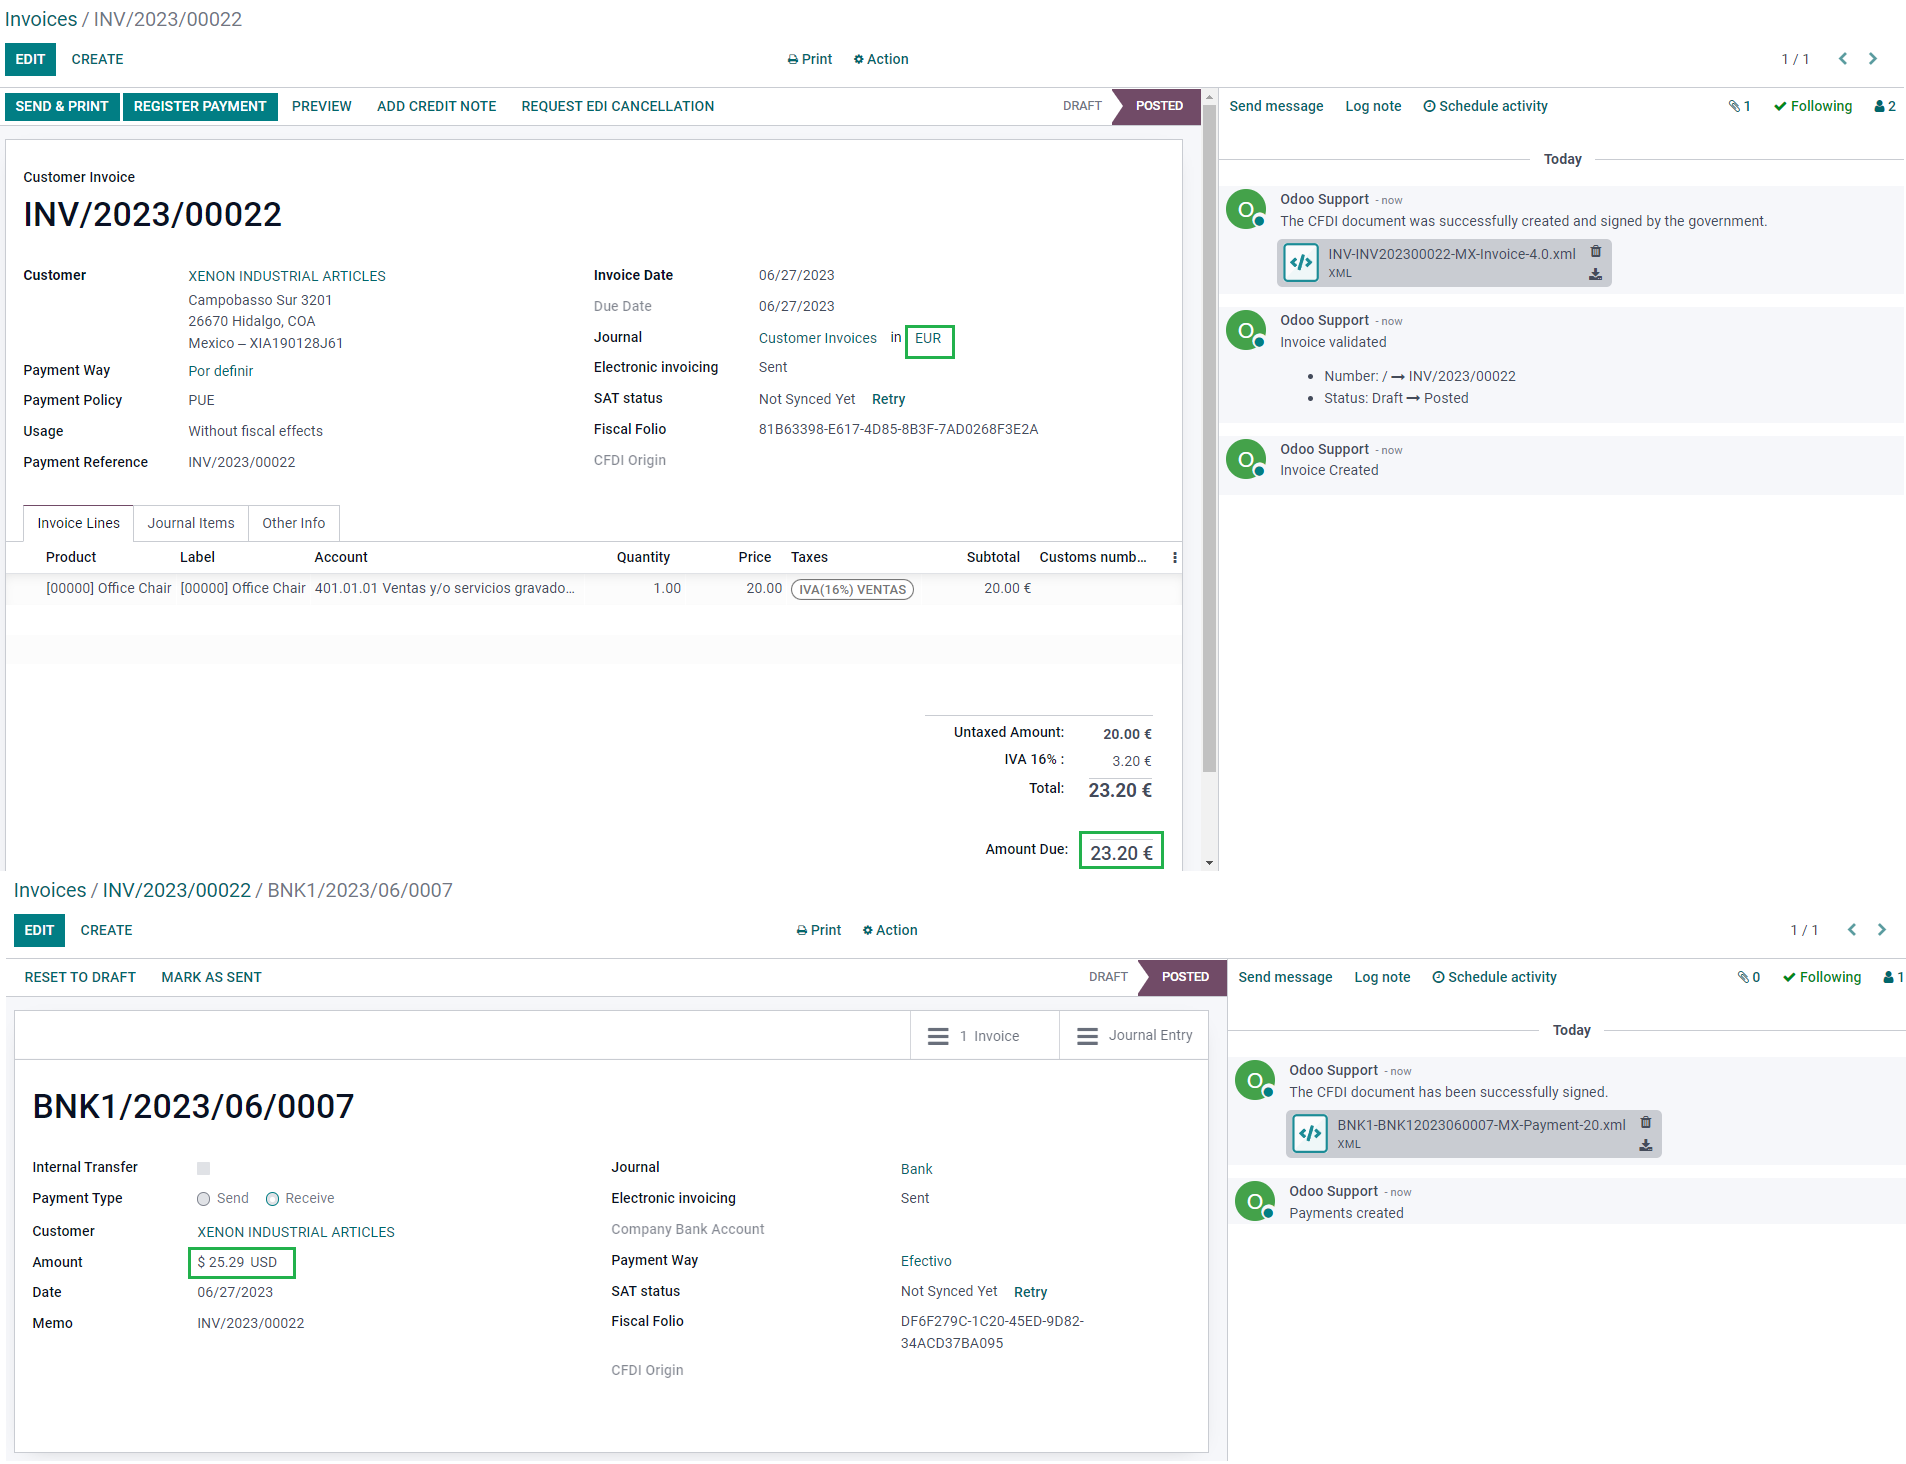 Invoices / INV/2023/00022
EDIT CREATE Print Action 1 / 1
SEND & PRINT REGISTER PAYMENT PREVIEW ADD CREDIT NOTE REQUEST EDI CANCELLATION DRAFT POSTED
Send message Log note Schedule activity 1 Following 2
Customer Invoice
INV/2023/00022
Customer XENON INDUSTRIAL ARTICLES
Campobasso Sur 3201
26670 Hidalgo, COA
Mexico – XIA190128J61
Payment Way Por definir
Payment Policy PUE
Usage Without fiscal effects
Payment Reference INV/2023/00022
Invoice Date 06/27/2023
Due Date 06/27/2023
Journal Customer Invoices in EUR
Electronic invoicing Sent
SAT status Not Synced Yet Retry
Fiscal Folio 81B63398-E617-4D85-8B3F-7AD0268F3E2A
CFDI Origin
Invoice Lines Journal Items Other Info
Product Label Account Quantity Price Taxes Subtotal Customs numb...
[00000] Office Chair [00000] Office Chair 401.01.01 Ventas y/o servicios gravado... 1.00 20.00 IVA(16%) VENTAS 20.00 €
Untaxed Amount: 20.00 €
IVA 16% : 3.20 €
Total: 23.20 €
Amount Due: 23.20 €
Today
O Odoo Support - now
The CFDI document was successfully created and signed by the government.
INV-INV202300022-MX-Invoice-4.0.xml
XML
O Odoo Support - now
Invoice validated
Number: / → INV/2023/00022
Status: Draft → Posted
O Odoo Support - now
Invoice Created
Invoices / INV/2023/00022 / BNK1/2023/06/0007
EDIT CREATE Print Action 1 / 1
RESET TO DRAFT MARK AS SENT DRAFT POSTED
Send message Log note Schedule activity 0 Following 1
1 Invoice Journal Entry
BNK1/2023/06/0007
Internal Transfer
Payment Type Send Receive
Customer XENON INDUSTRIAL ARTICLES
Amount $ 25.29 USD
Date 06/27/2023
Memo INV/2023/00022
Journal Bank
Electronic invoicing Sent
Company Bank Account
Payment Way Efectivo
SAT status Not Synced Yet Retry
Fiscal Folio DF6F279C-1C20-45ED-9D82-
34ACD37BA095
CFDI Origin
Today
O Odoo Support - now
The CFDI document has been successfully signed.
BNK1-BNK12023060007-MX-Payment-20.xml
XML
O Odoo Support - now
Payments created